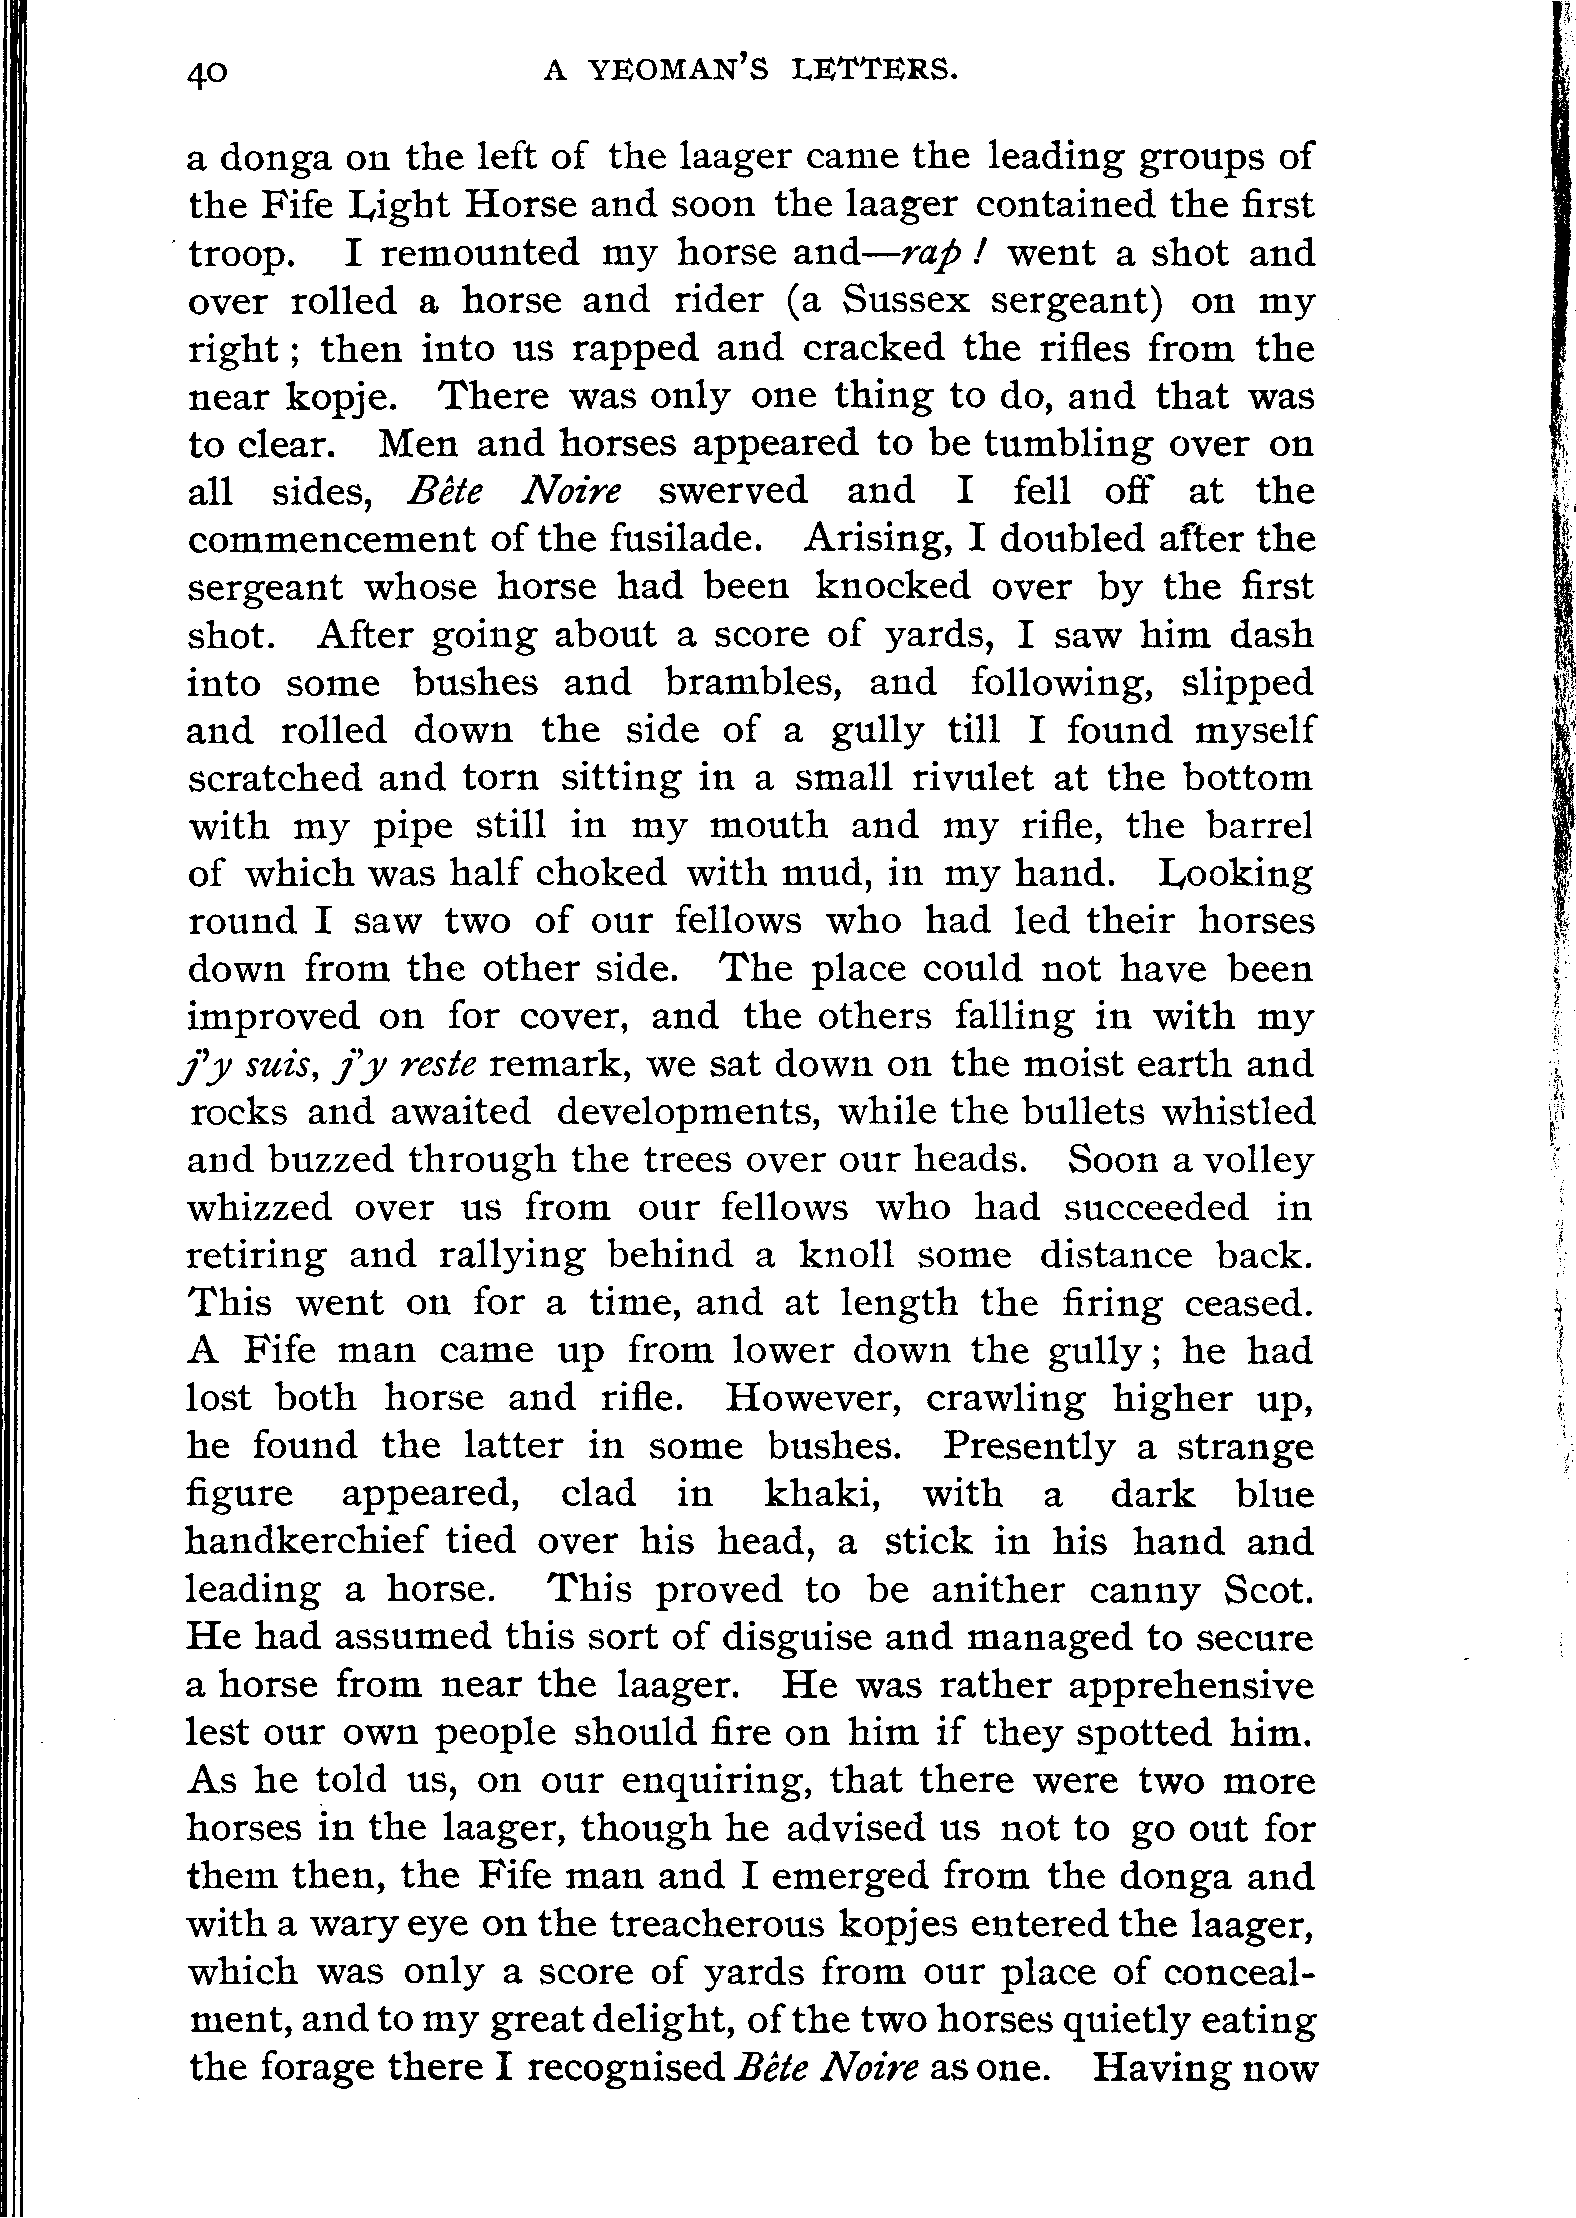 40 A YEOMAN'S LETTERS.
a donga on the left of the laager came the leading groups of
the Fife Light Horse and soon the laager contained the first
troop. I remounted my horse and—rap! went a shot and
over rolled a horse and rider (a Sussex sergeant) on my
right; then into us rapped and cracked the rifles from the
near kopje. There was only one thing to do, and that was
to clear. Men and horses appeared to be tumbling over on
all sides, Bête Noire swerved and I fell off at the
commencement of the fusilade. Arising, I doubled after the
sergeant whose horse had been knocked over by the first
shot. After going about a score of yards, I saw him dash
into some bushes and brambles, and following, slipped
and rolled down the side of a gully till I found myself
scratched and torn sitting in a small rivulet at the bottom
with my pipe still in my mouth and my rifle, the barrel
of which was half choked with mud, in my hand. Looking
round I saw two of our fellows who had led their horses
down from the other side. The place could not have been
improved on for cover, and the others falling in with my
j'y suis, j'y reste remark, we sat down on the moist earth and
rocks and awaited developments, while the bullets whistled
and buzzed through the trees over our heads. Soon a volley
whizzed over us from our fellows who had succeeded in
retiring and rallying behind a knoll some distance back.
This went on for a time, and at length the firing ceased.
A Fife man came up from lower down the gully; he had
lost both horse and rifle. However, crawling higher up,
he found the latter in some bushes. Presently a strange
figure appeared, clad in khaki, with a dark blue
handkerchief tied over his head, a stick in his hand and
leading a horse. This proved to be anither canny Scot.
He had assumed this sort of disguise and managed to secure
a horse from near the laager. He was rather apprehensive
lest our own people should fire on him if they spotted him.
As he told us, on our enquiring, that there were two more
horses in the laager, though he advised us not to go out for
them then, the Fife man and I emerged from the donga and
with a wary eye on the treacherous kopjes entered the laager,
which was only a score of yards from our place of conceal-
ment, and to my great delight, of the two horses quietly eating
the forage there I recognised Bête Noire as one. Having now